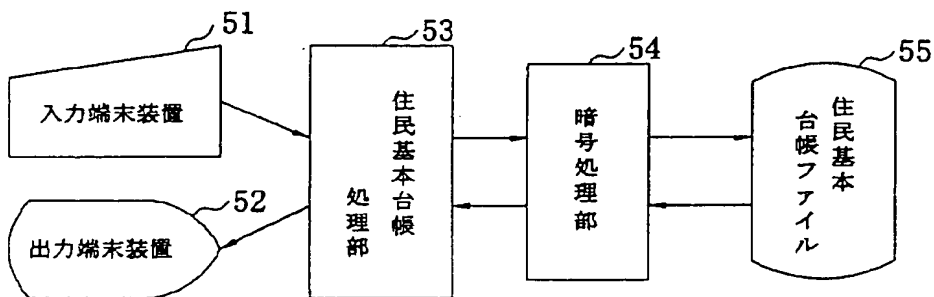 51
入力端末装置
52
出力端末装置
53
住民基本台帳
処理部
54
暗号処理部
55
住民基本
台帳ファイル